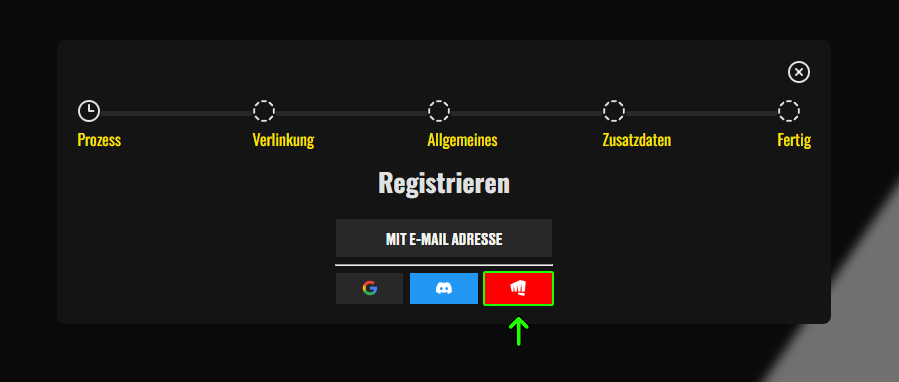 Prozess
Verlinkung
Allgemeines
Zusatzdaten
Fertig
Registrieren
MIT E-MAIL ADRESSE